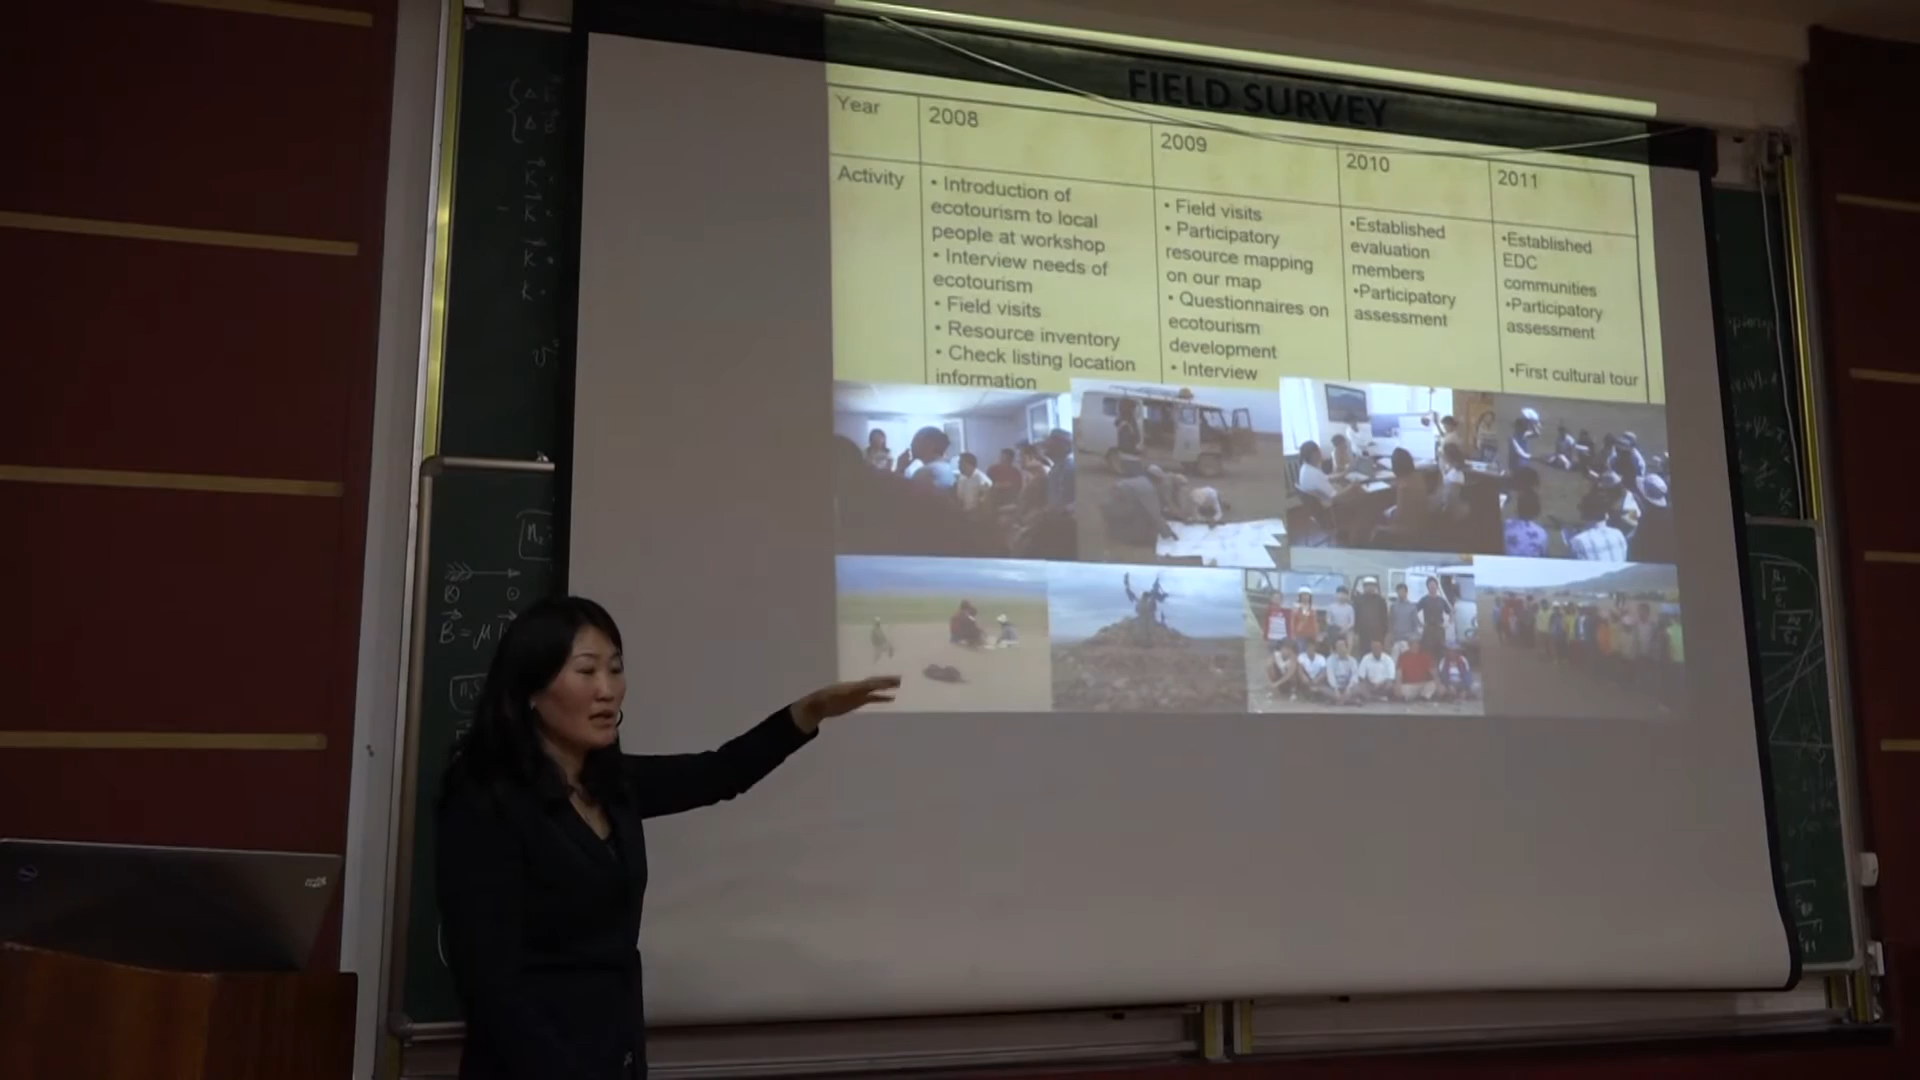 FIELD SURVEY
Year
2008
2009
2010
2011
Activity
• Introduction of
ecotourism to local
people at workshop
• Interview needs of
ecotourism
• Field visits
• Resource inventory
• Check listing location
information
• Field visits
• Participatory
resource mapping
on our map
• Questionnaires on
ecotourism
development
• Interview
•Established
evaluation
members
•Participatory
assessment
•Established
EDC
communities
•Participatory
assessment
•First cultural tour